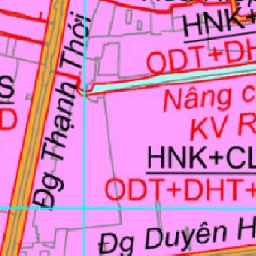 HNK+
ODT+DH
Nâng c
KV R
HNK+CL
ODT+DHT+
S
D
Đg Thạnh Thới
Đg Duyên H